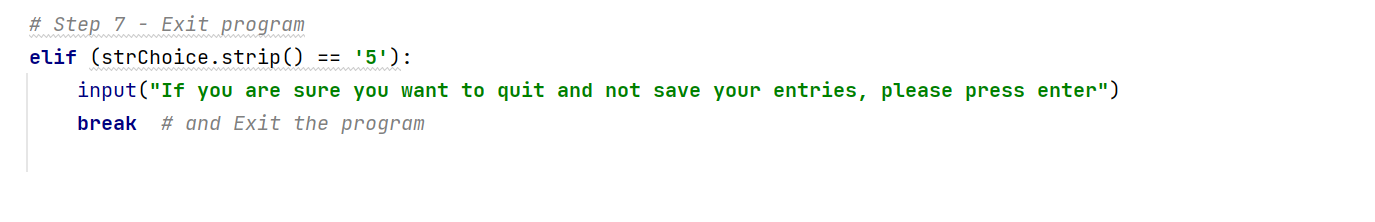 # Step 7 - Exit program
elif (strChoice.strip() == '5'):
    input("If you are sure you want to quit and not save your entries, please press enter")
    break  # and Exit the program